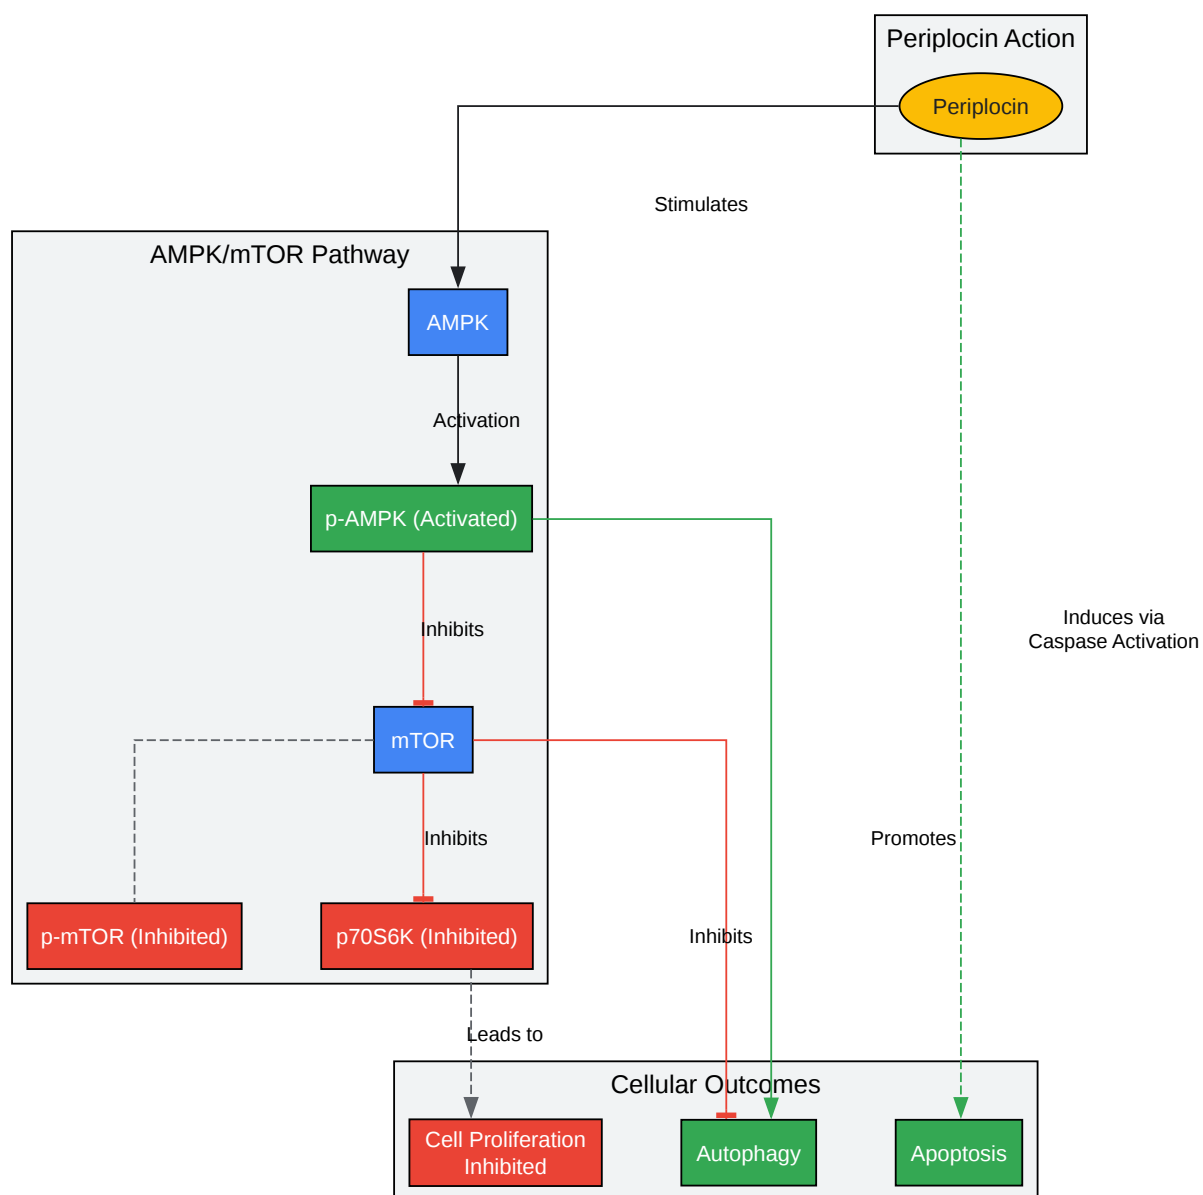 Periplocin Action
Periplocin
Stimulates
AMPK/mTOR Pathway
AMPK
Activation
p-AMPK (Activated)
Inhibits
Induces via
Caspase Activation
mTOR
Inhibits
Promotes
p-mTOR (Inhibited)
p70S6K (Inhibited)
Inhibits
Leads to
Cellular Outcomes
Cell Proliferation
Inhibited
Autophagy
Apoptosis